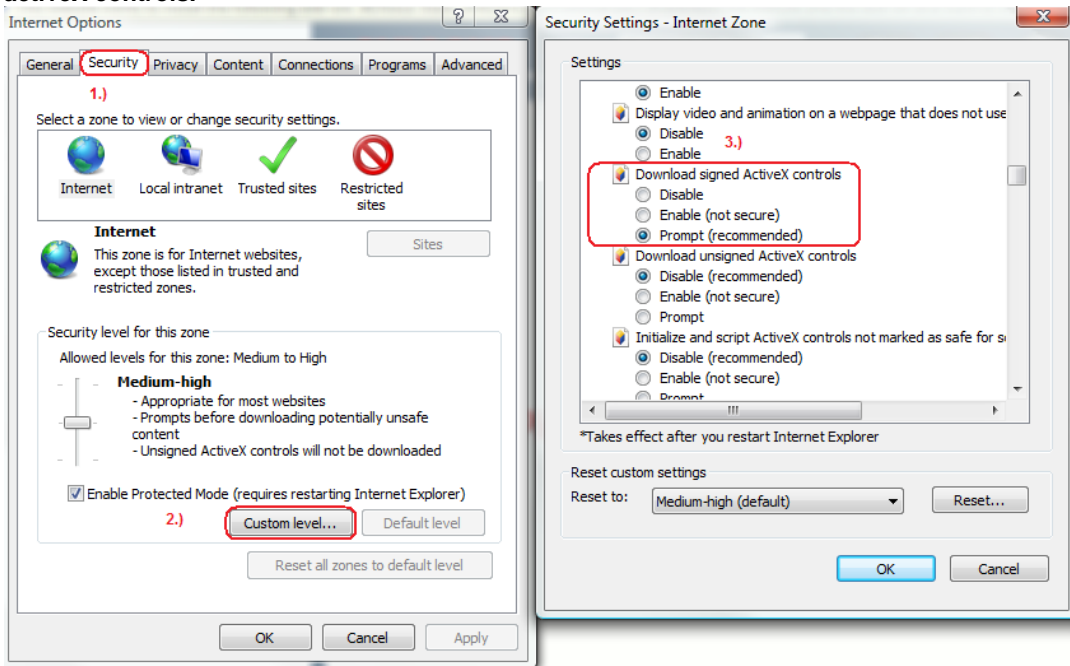 activeX controls.
Internet Options
General Security Privacy Content Connections Programs Advanced
1.)
Select a zone to view or change security settings.
Internet Local intranet Trusted sites Restricted
sites
Internet
This zone is for Internet websites,
except those listed in trusted and
restricted zones.
Sites
Security level for this zone
Allowed levels for this zone: Medium to High
Medium-high
- Appropriate for most websites
- Prompts before downloading potentially unsafe
content
- Unsigned ActiveX controls will not be downloaded
Enable Protected Mode (requires restarting Internet Explorer)
2.)
Custom level...
Default level
Reset all zones to default level
OK Cancel Apply
Security Settings - Internet Zone
Settings
Enable
Display video and animation on a webpage that does not use
Disable
3.)
Enable
Download signed ActiveX controls
Disable
Enable (not secure)
Prompt (recommended)
Download unsigned ActiveX controls
Disable (recommended)
Enable (not secure)
Prompt
Initialize and script ActiveX controls not marked as safe for
Disable (recommended)
Enable (not secure)
Prompt
*Takes effect after you restart Internet Explorer
Reset custom settings
Reset to: Medium-high (default) Reset...
OK Cancel